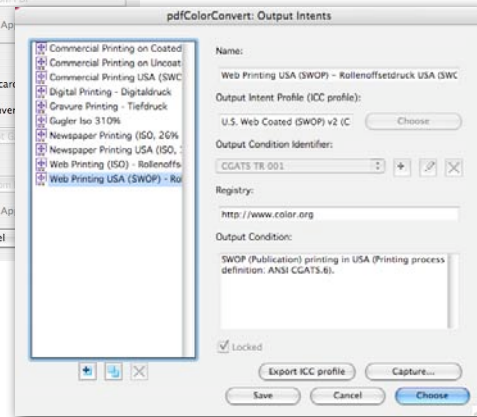 pdfColorConvert: Output Intents
Commercial Printing on Coated
Commercial Printing on Uncoat
Commercial Printing USA (SWC
Digital Printing - Digitaldruck
Gravure Printing - Tiefdruck
Gugler Iso 310%
Newspaper Printing (ISO, 26%
Newspaper Printing USA (ISO,
Web Printing (ISO) - Rollenoffs
Web Printing USA (SWOP) - Rol
Name:
Web Printing USA (SWOP) - Rollenoffsetdruck USA (SWC
Output Intent Profile (ICC profile):
U.S. Web Coated (SWOP) v2 (C
Choose
Output Condition Identifier:
CGATS TR 001
Registry:
http://www.color.org
Output Condition:
SWOP (Publication) printing in USA (Printing process
definition: ANSI CGATS.6).
Locked
Export ICC profile
Capture...
Save
Cancel
Choose